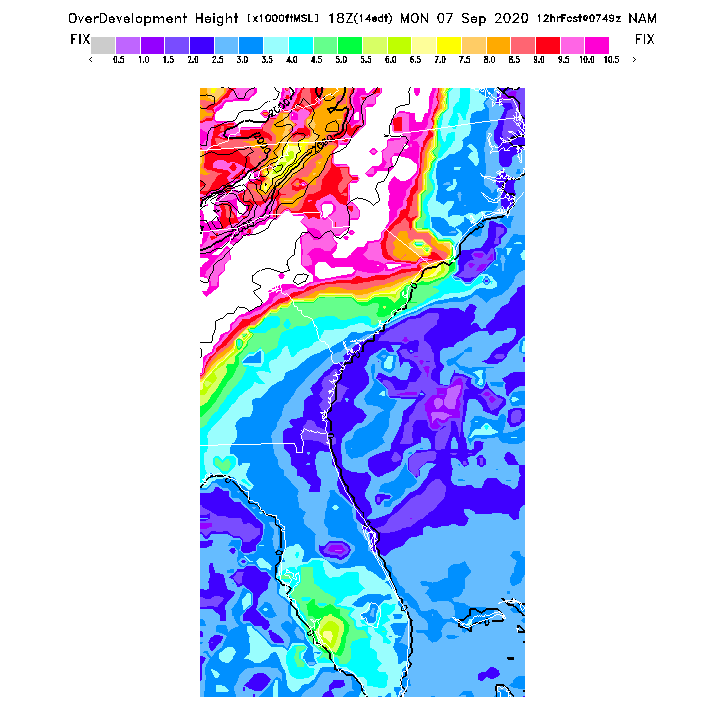 OverDevelopment Height [x1000ftMSL] 18Z(14edt) MON 07 Sep 2020 12hrFcst@0749z NAM
FIX FIX
< 0.5 1.0 1.5 2.0 2.5 3.0 3.5 4.0 4.5 5.0 5.5 6.0 6.5 7.0 7.5 8.0 8.5 9.0 9.5 10.0 10.5 >